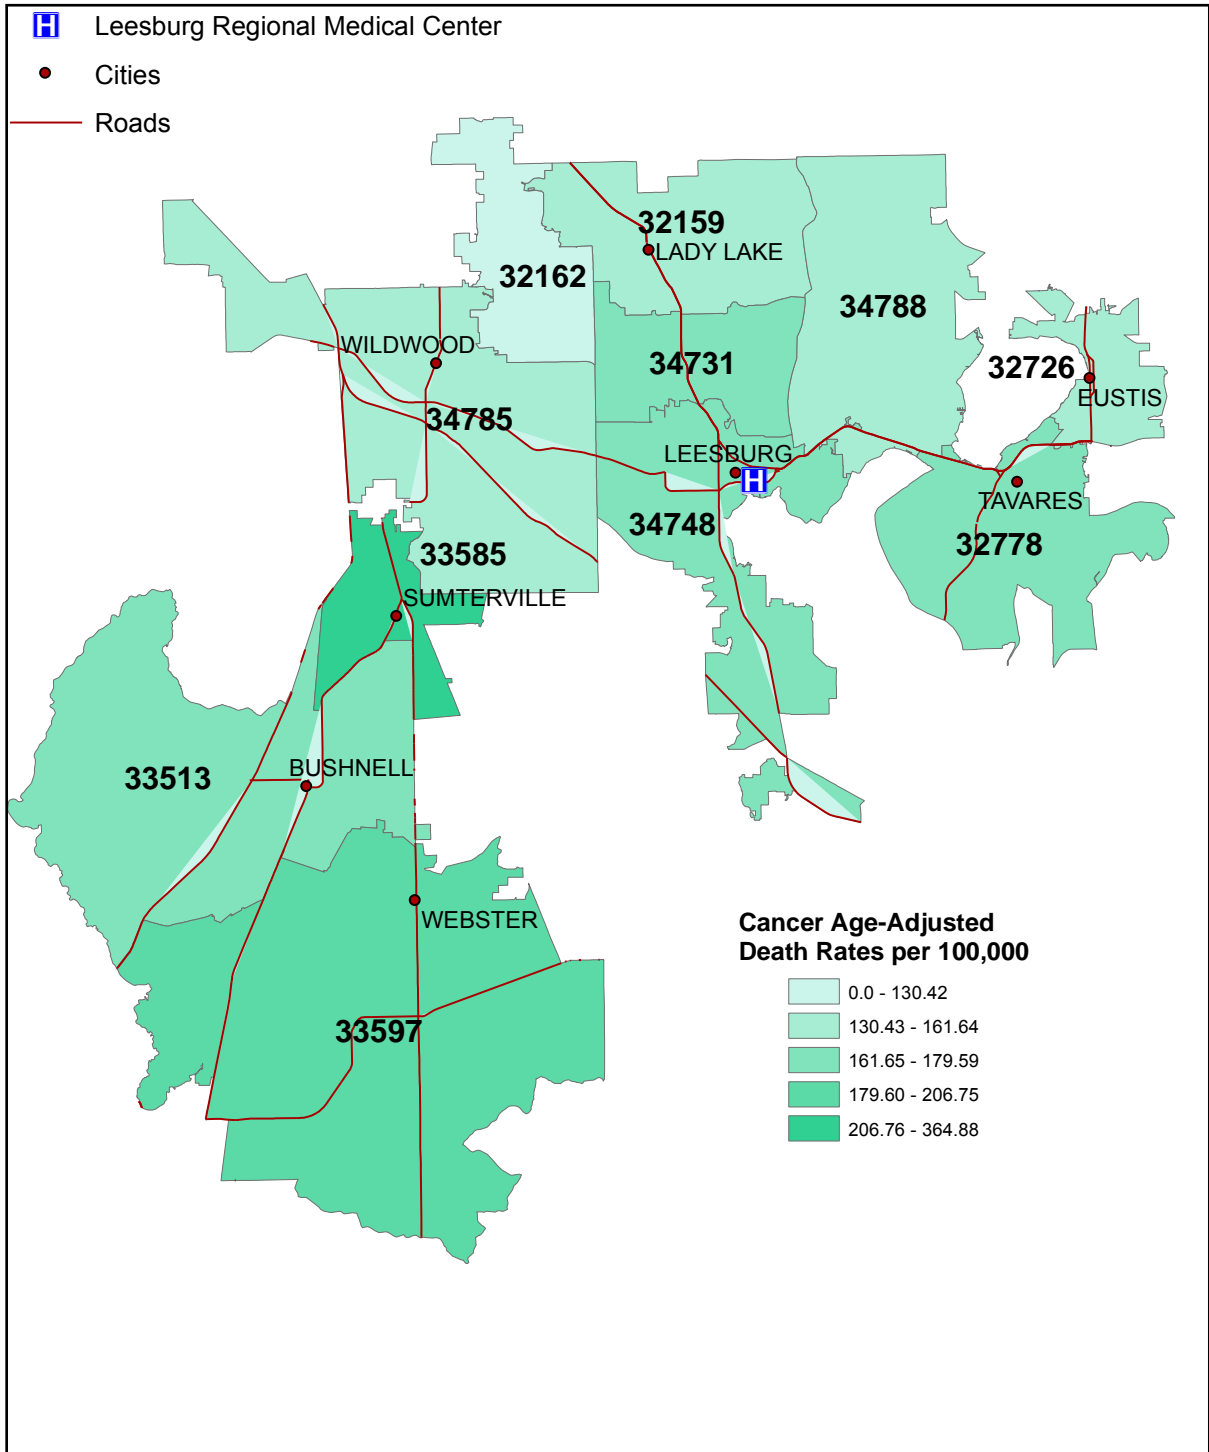 H Leesburg Regional Medical Center
Cities
Roads
32159
LADY LAKE
32162
34788
WILDWOOD
34731
32726
EUSTIS
34785
LEESBURG
H
TAVARES
34748
32778
33585
SUMTERVILLE
33513
BUSHNELL
WEBSTER
33597
Cancer Age-Adjusted
Death Rates per 100,000
0.0 - 130.42
130.43 - 161.64
161.65 - 179.59
179.60 - 206.75
206.76 - 364.88